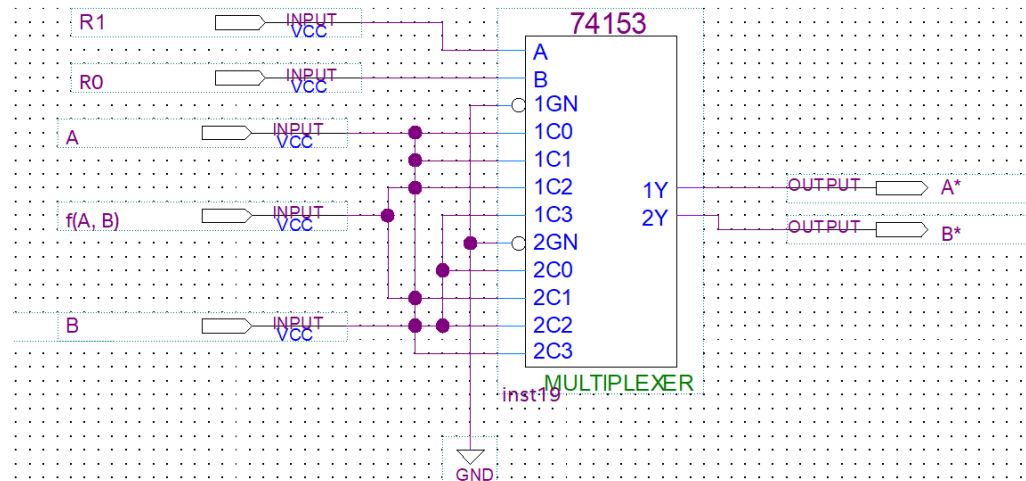 R1
INPUT
VCC
R0
INPUT
VCC
A
INPUT
VCC
f(A, B)
INPUT
VCC
B
INPUT
VCC
74153
A
B
1GN
1C0
1C1
1C2
1C3
2GN
2C0
2C1
2C2
2C3
1Y
2Y
MULTIPLEXER
inst19
OUTPUT
A*
OUTPUT
B*
GND